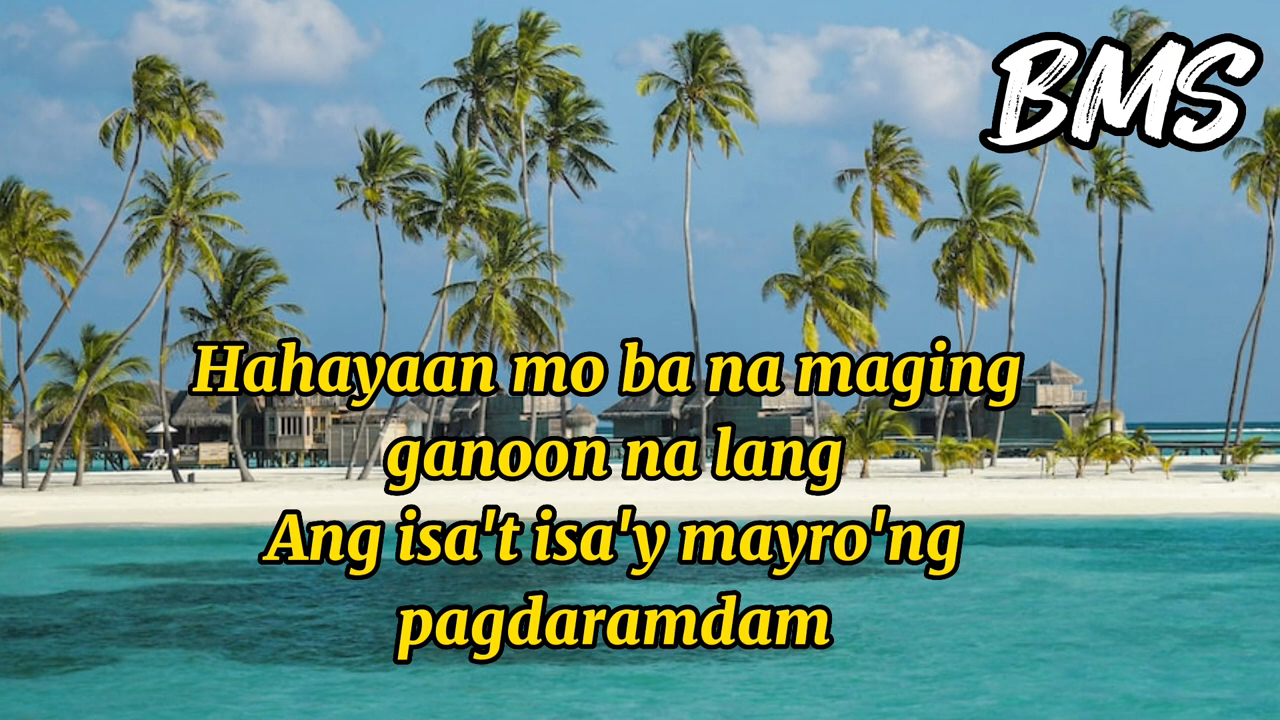 BMS
Hahayaan mo ba na maging
ganoon na lang
Ang isa't isa'y mayro'ng
pagdaramdam